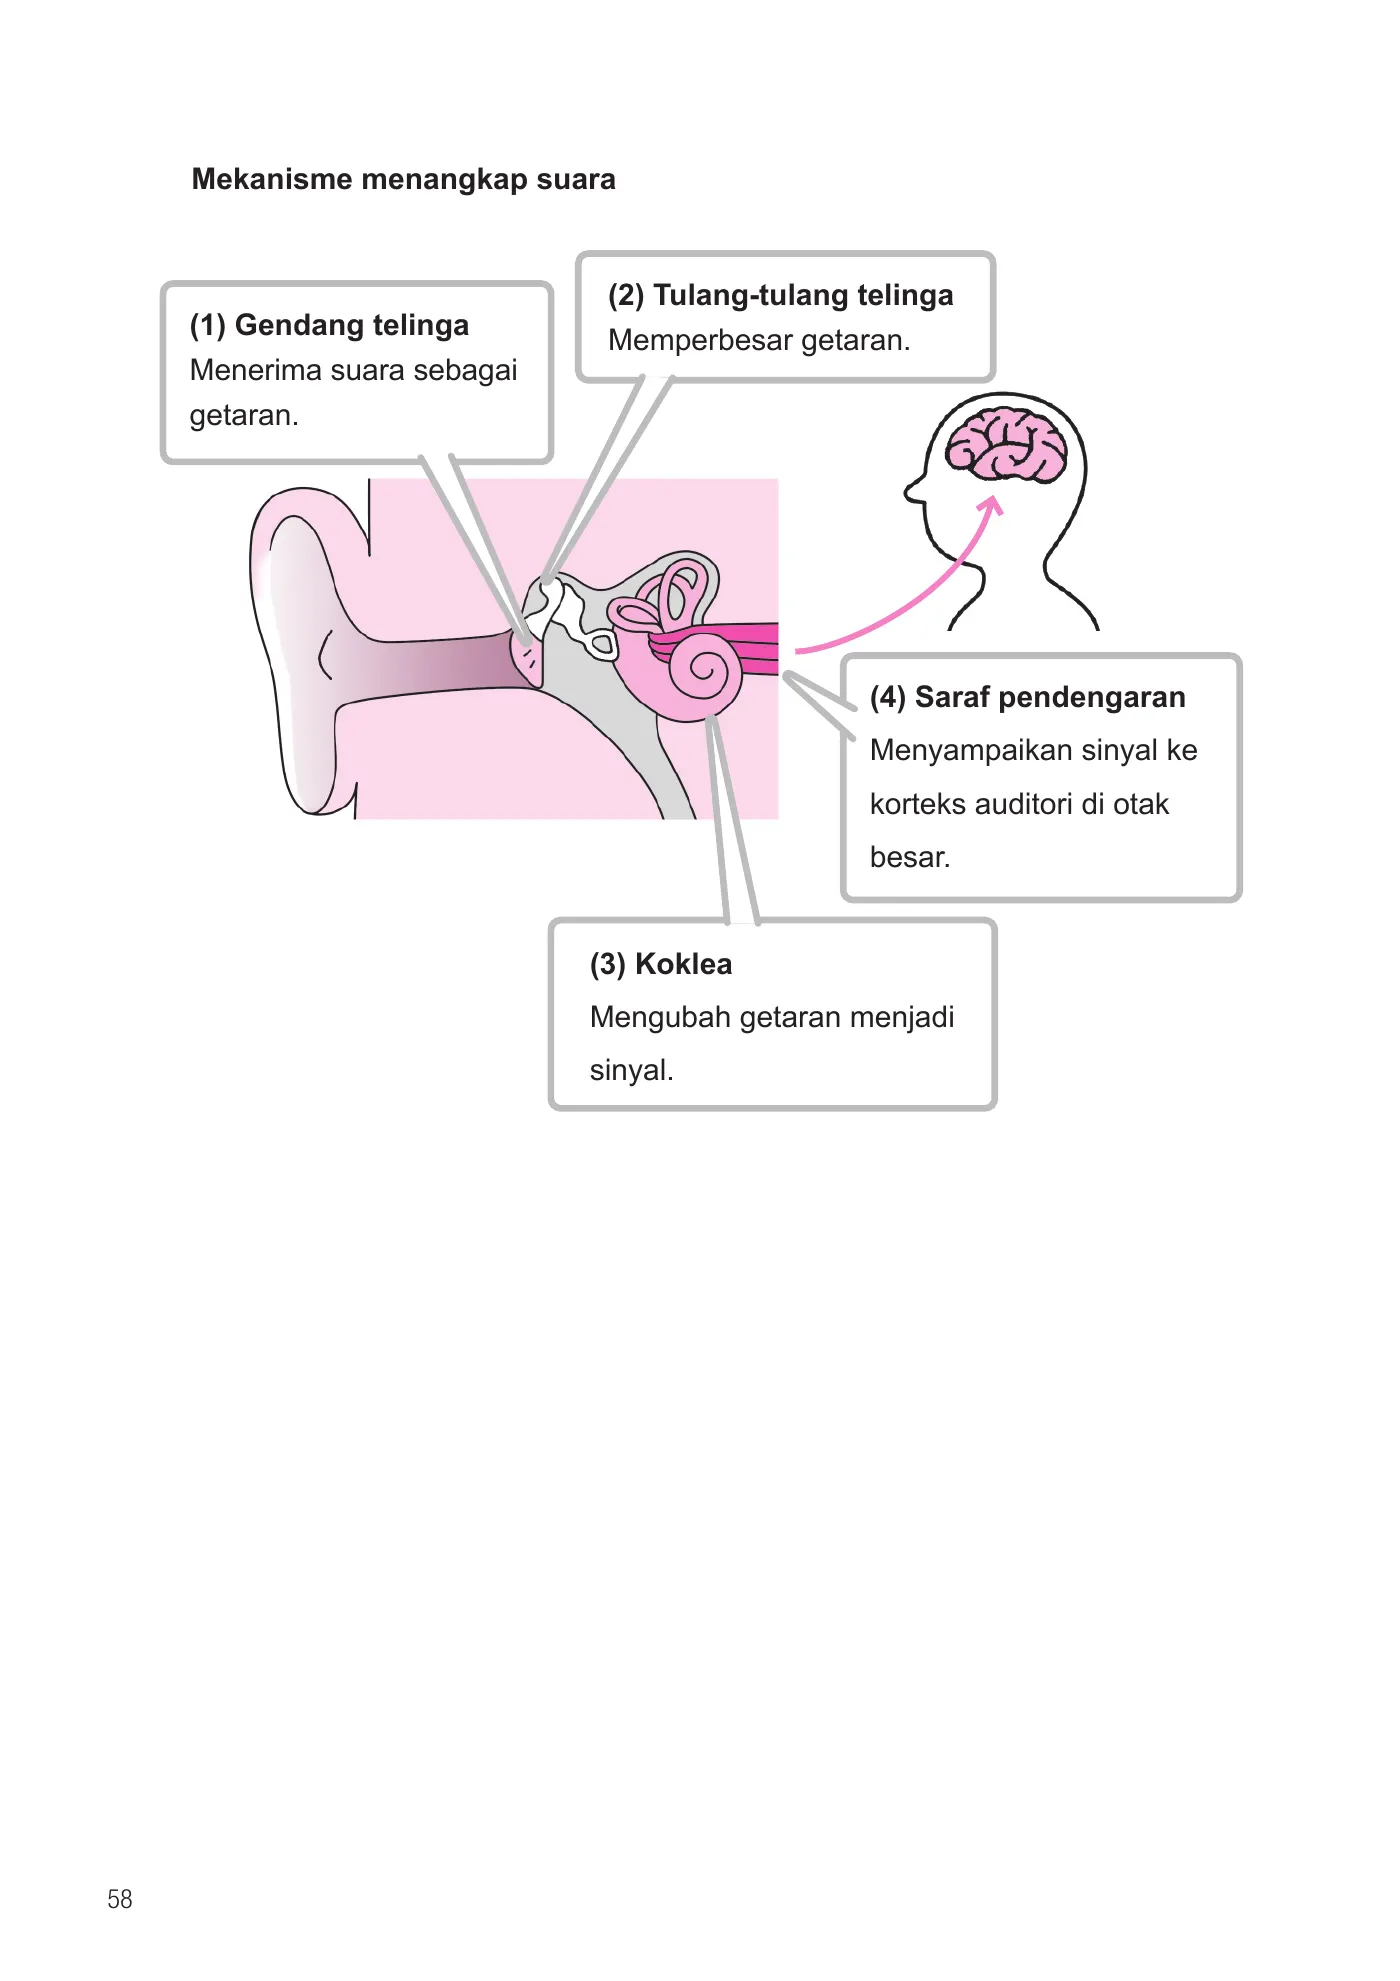 Mekanisme menangkap suara
(1) Gendang telinga
Menerima suara sebagai
getaran.
(2) Tulang-tulang telinga
Memperbesar getaran.
(4) Saraf pendengaran
Menyampaikan sinyal ke
korteks auditori di otak
besar.
(3) Koklea
Mengubah getaran menjadi
sinyal.
58